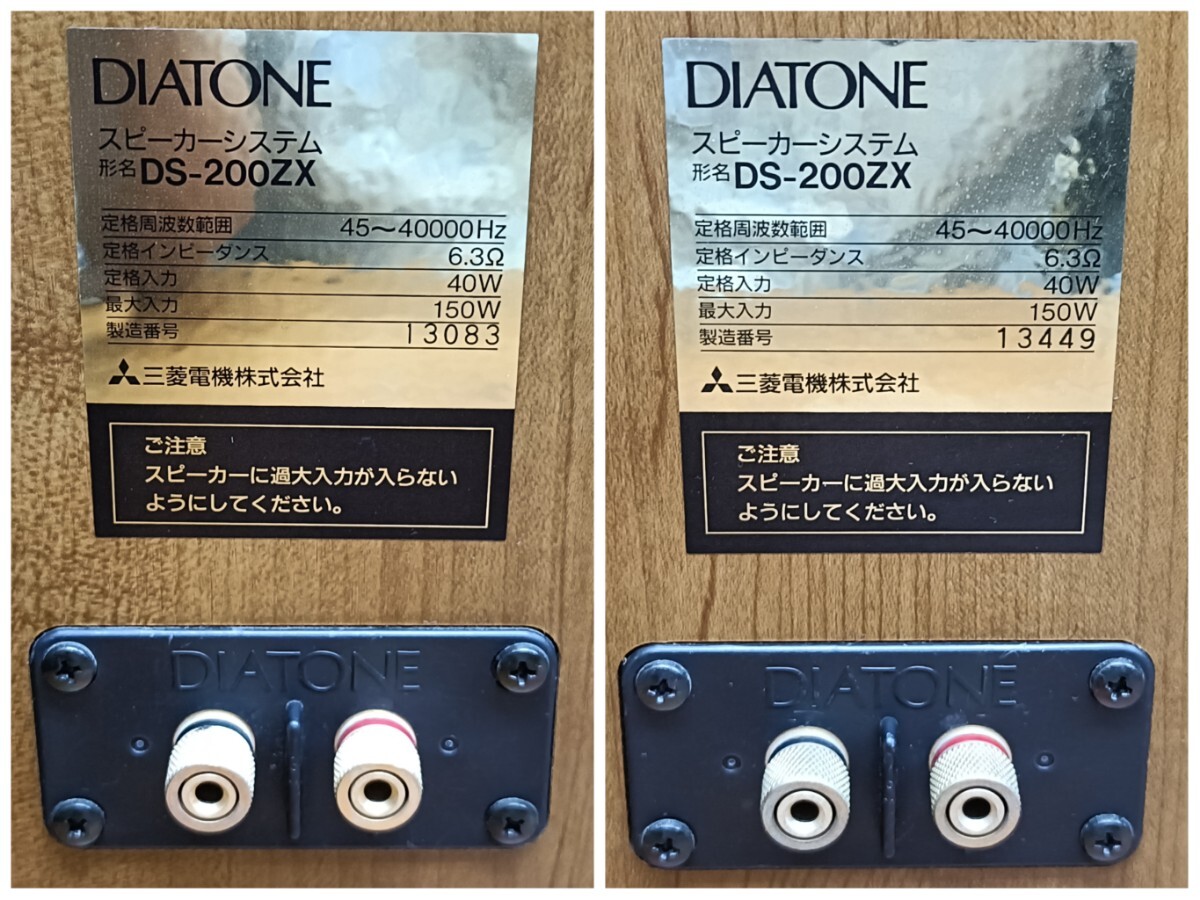 DIATONE
スピーカーシステム
形名 DS-200ZX
定格周波数範囲 45〜40000Hz
定格インピーダンス 6.3Ω
定格入力 40W
最大入力 150W
製造番号 13083
三菱電機株式会社
ご注意
スピーカーに過大入力が入らない
ようにしてください。
DIATONE
DIATONE
スピーカーシステム
形名 DS-200ZX
定格周波数範囲 45〜40000Hz
定格インピーダンス 6.3Ω
定格入力 40W
最大入力 150W
製造番号 13449
三菱電機株式会社
ご注意
スピーカーに過大入力が入らない
ようにしてください。
DIATONE